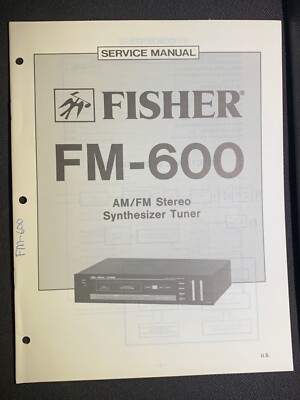 SERVICE MANUAL
FISHER®
FM-600
AM/FM Stereo
Synthesizer Tuner
FM-600